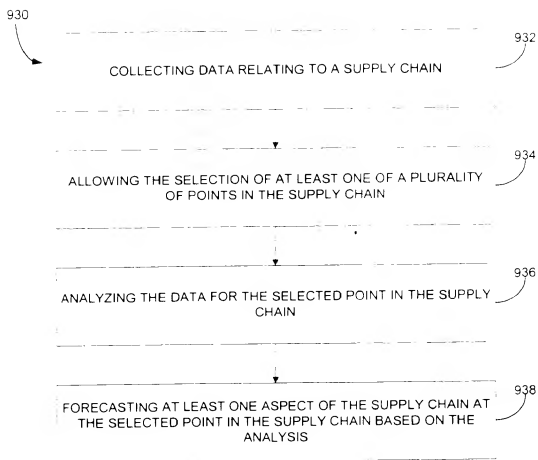 930
932
COLLECTING DATA RELATING TO A SUPPLY CHAIN
934
ALLOWING THE SELECTION OF AT LEAST ONE OF A PLURALITY
OF POINTS IN THE SUPPLY CHAIN
936
ANALYZING THE DATA FOR THE SELECTED POINT IN THE SUPPLY
CHAIN
938
FORECASTING AT LEAST ONE ASPECT OF THE SUPPLY CHAIN AT
THE SELECTED POINT IN THE SUPPLY CHAIN BASED ON THE
ANALYSIS